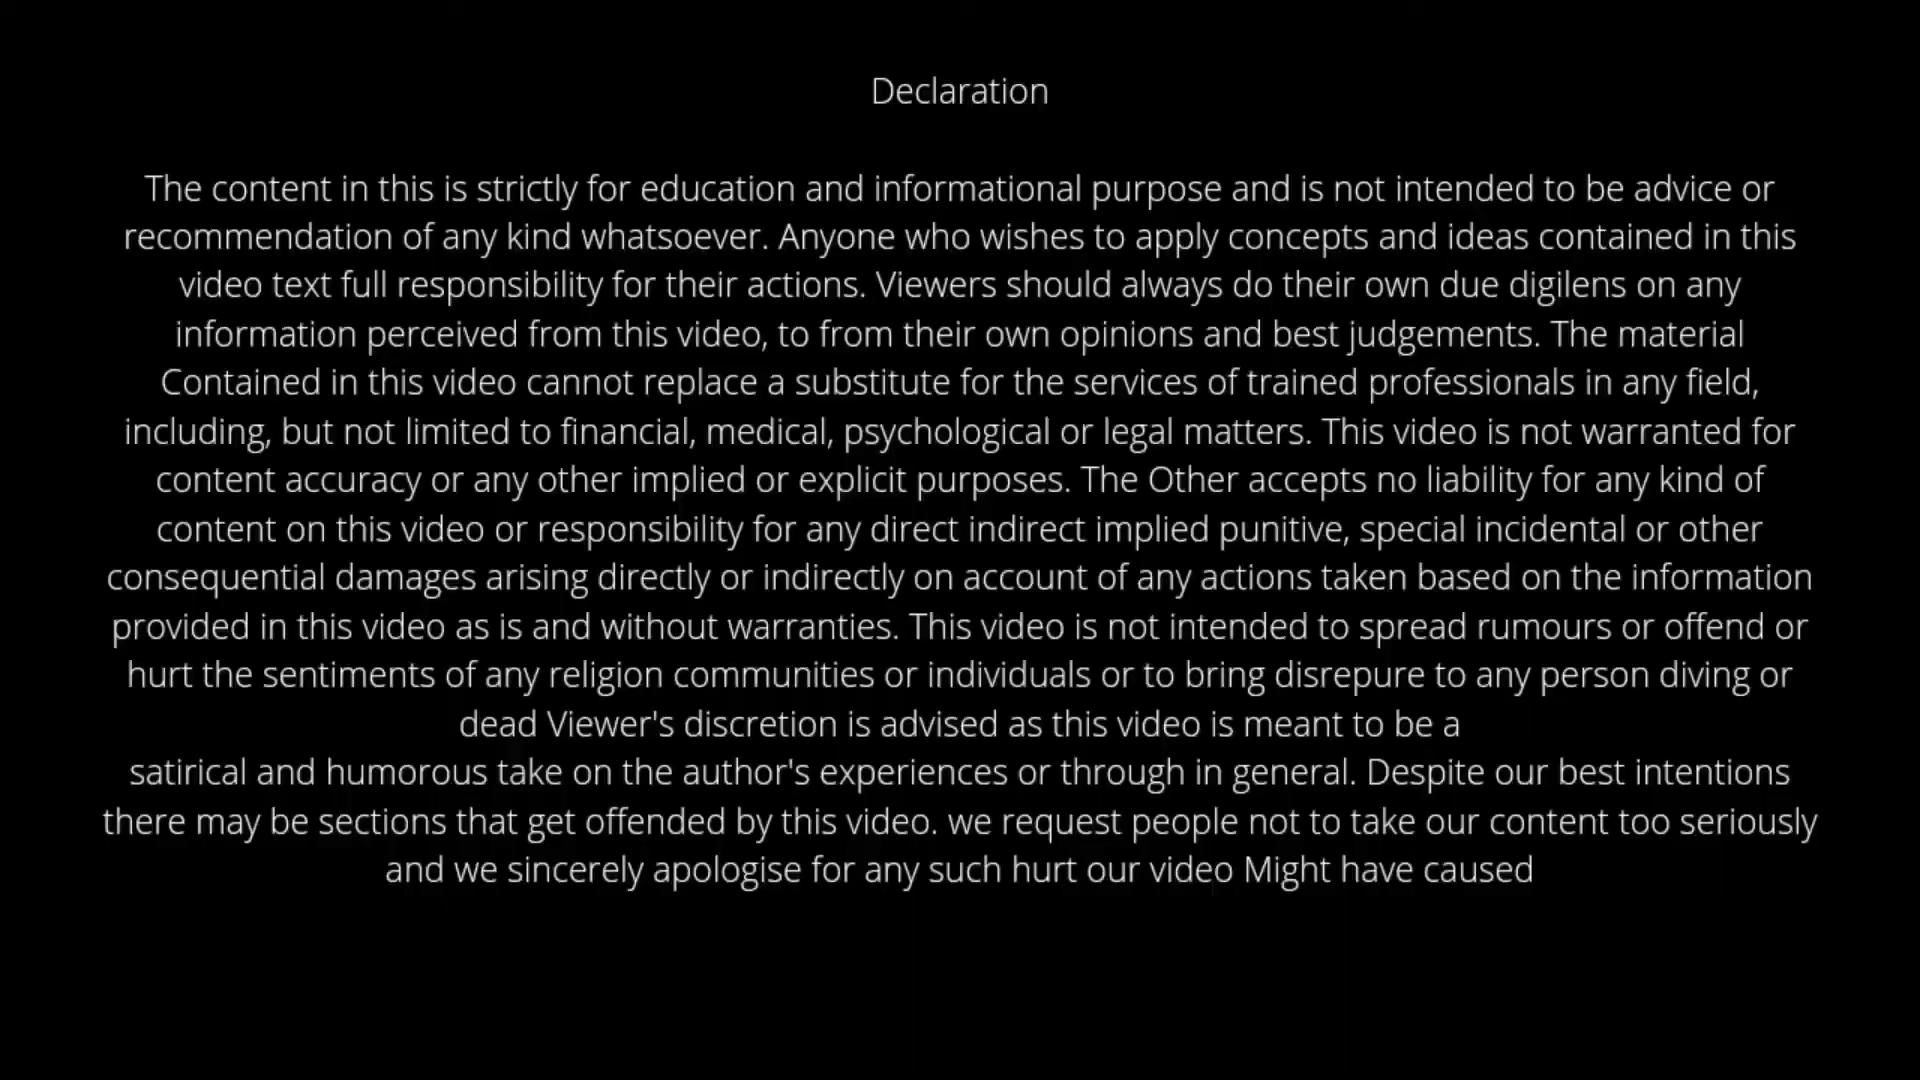 Declaration
The content in this is strictly for education and informational purpose and is not intended to be advice or
recommendation of any kind whatsoever. Anyone who wishes to apply concepts and ideas contained in this
video text full responsibility for their actions. Viewers should always do their own due digilens on any
information perceived from this video, to from their own opinions and best judgements. The material
Contained in this video cannot replace a substitute for the services of trained professionals in any field,
including, but not limited to financial, medical, psychological or legal matters. This video is not warranted for
content accuracy or any other implied or explicit purposes. The Other accepts no liability for any kind of
content on this video or responsibility for any direct indirect implied punitive, special incidental or other
consequential damages arising directly or indirectly on account of any actions taken based on the information
provided in this video as is and without warranties. This video is not intended to spread rumours or offend or
hurt the sentiments of any religion communities or individuals or to bring disrepure to any person diving or
dead Viewer's discretion is advised as this video is meant to be a
satirical and humorous take on the author's experiences or through in general. Despite our best intentions
there may be sections that get offended by this video. we request people not to take our content too seriously
and we sincerely apologise for any such hurt our video Might have caused